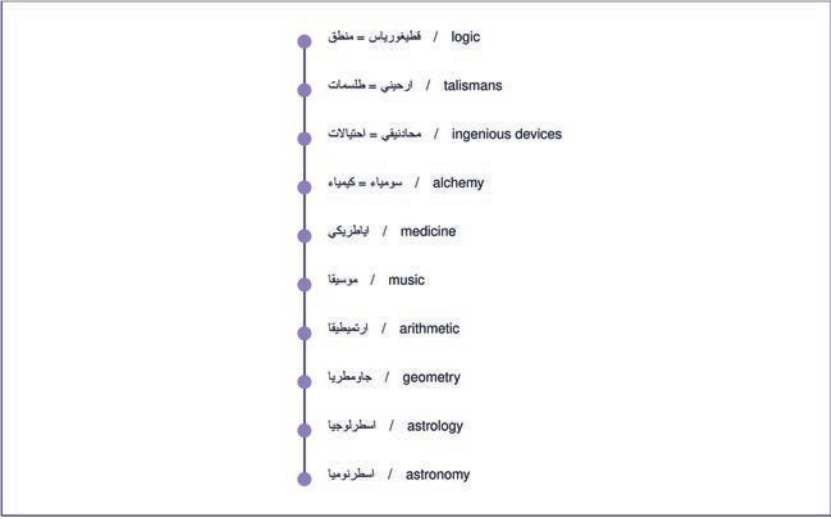 قطيغورياس = منطق / logic
ارحيني = طلسمات / talismans
محادنيقي = احتيالات / ingenious devices
سومياء = كيمياء / alchemy
اياطريكي / medicine
موسيقا / music
ارتميطيقا / arithmetic
جاومطريا / geometry
اسطرلوجيا / astrology
اسطرنوميا / astronomy